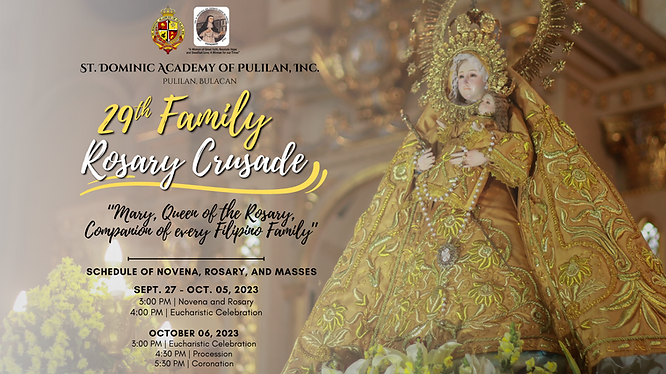 ST. DOMINIC ACADEMY OF PULILAN, INC.
PULILAN, BULACAN
29th Family
Rosary Crusade
"Mary, Queen of the Rosary,
Companion of every Filipino Family"
SCHEDULE OF NOVENA, ROSARY, AND MASSES
SEPT. 27 - OCT. 05, 2023
3:00 PM | Novena and Rosary
4:00 PM | Eucharistic Celebration
OCTOBER 06, 2023
3:00 PM | Eucharistic Celebration
4:30 PM | Procession
5:30 PM | Coronation